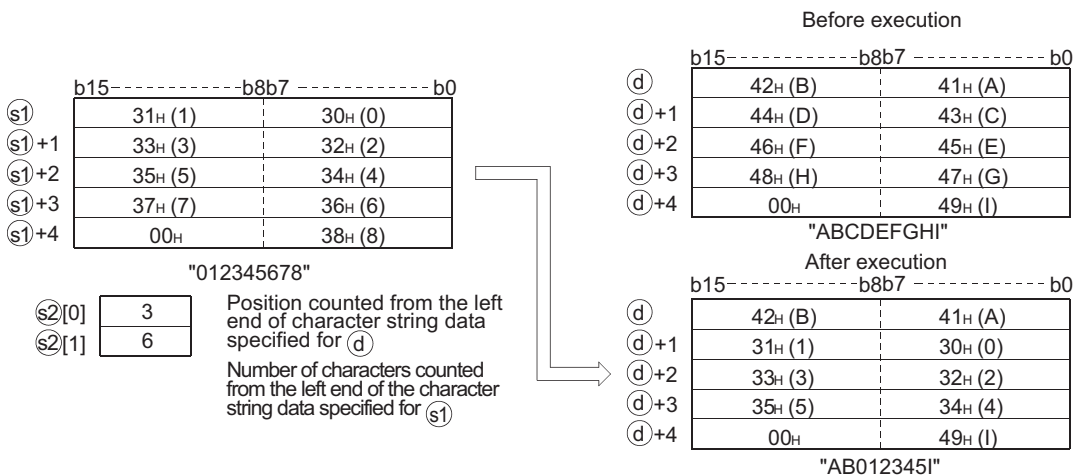 Before execution
b15 b8b7 b0
s1 31H (1) 30H (0)
s1 +1 33H (3) 32H (2)
s1 +2 35H (5) 34H (4)
s1 +3 37H (7) 36H (6)
s1 +4 00H 38H (8)
"012345678"
s2 [0] 3
s2 [1] 6
Position counted from the left
end of character string data
specified for d
Number of characters counted
from the left end of the character
string data specified for s1
b15 b8b7 b0
d 42H (B) 41H (A)
d +1 44H (D) 43H (C)
d +2 46H (F) 45H (E)
d +3 48H (H) 47H (G)
d +4 00H 49H (I)
"ABCDEFGHI"
After execution
b15 b8b7 b0
d 42H (B) 41H (A)
d +1 31H (1) 30H (0)
d +2 33H (3) 32H (2)
d +3 35H (5) 34H (4)
d +4 00H 49H (I)
"AB012345I"